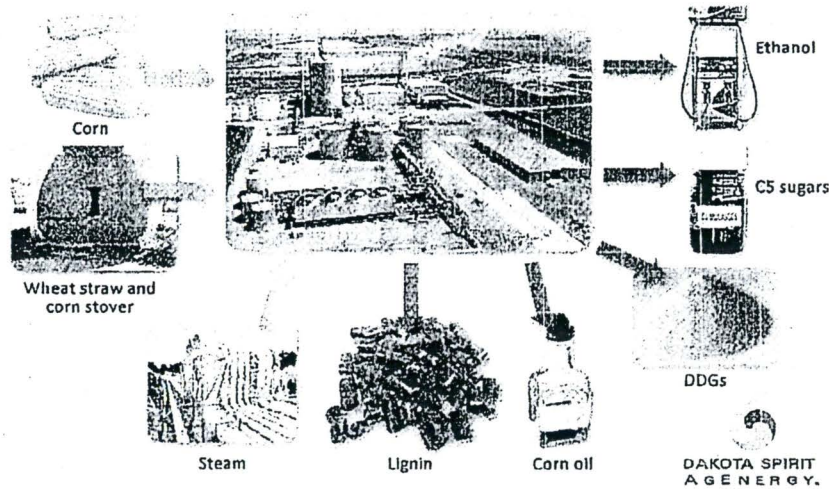 Corn
Wheat straw and
corn stover
Ethanol
C5 sugars
DDGs
Steam
Lignin
Corn oil
DAKOTA SPIRIT
AGENERGY.